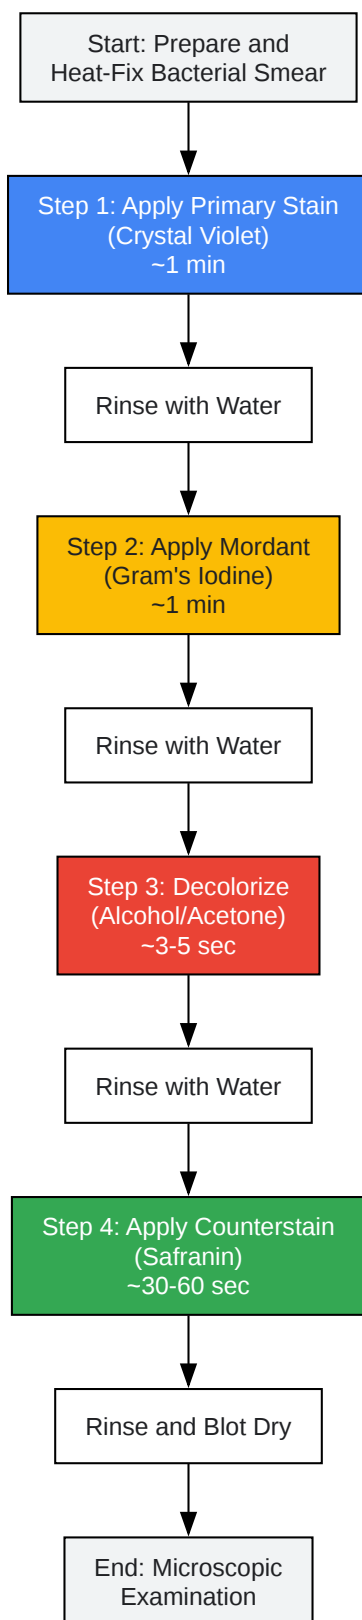 Start: Prepare and
Heat-Fix Bacterial Smear
Step 1: Apply Primary Stain
(Crystal Violet)
~1 min
Rinse with Water
Step 2: Apply Mordant
(Gram's Iodine)
~1 min
Rinse with Water
Step 3: Decolorize
(Alcohol/Acetone)
~3-5 sec
Rinse with Water
Step 4: Apply Counterstain
(Safranin)
~30-60 sec
Rinse and Blot Dry
End: Microscopic
Examination